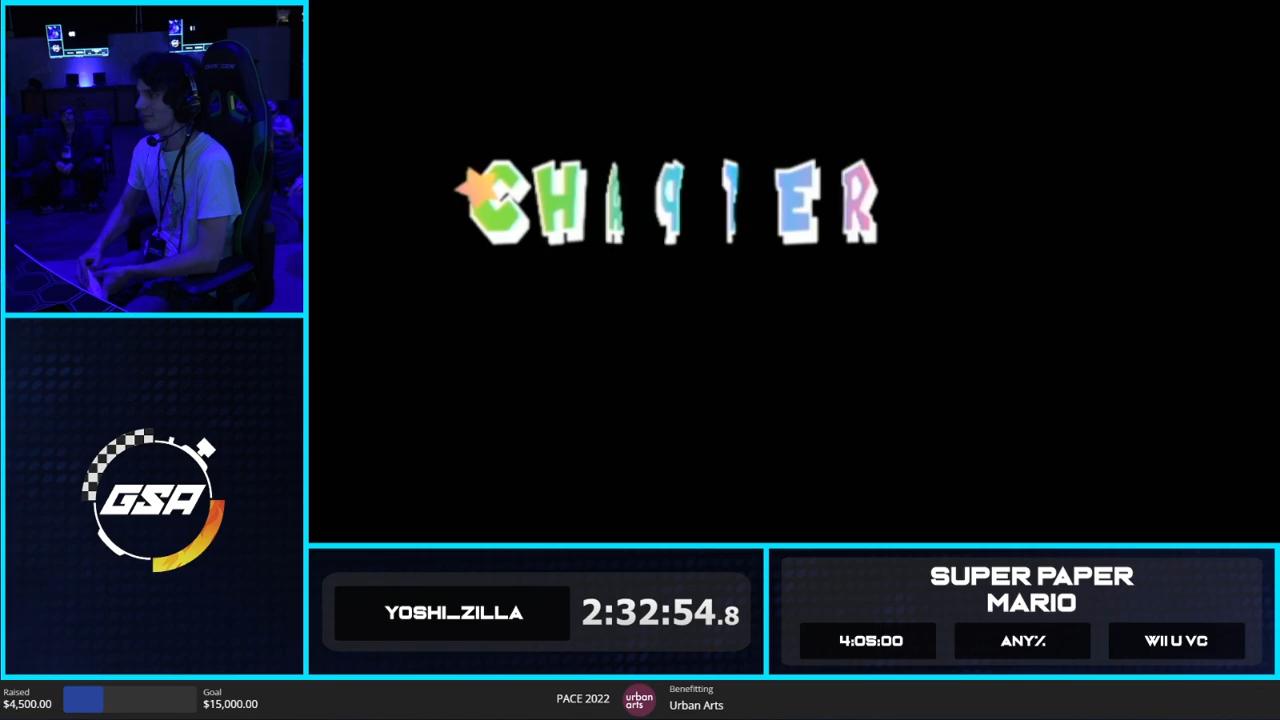 CHAPTER
GSA
YOSHI_ZILLA
2:32:54.8
SUPER PAPER
MARIO
4:05:00
ANY%
WII U VC
Raised
$4,500.00
Goal
$15,000.00
PACE 2022
urban
arts
Benefitting
Urban Arts